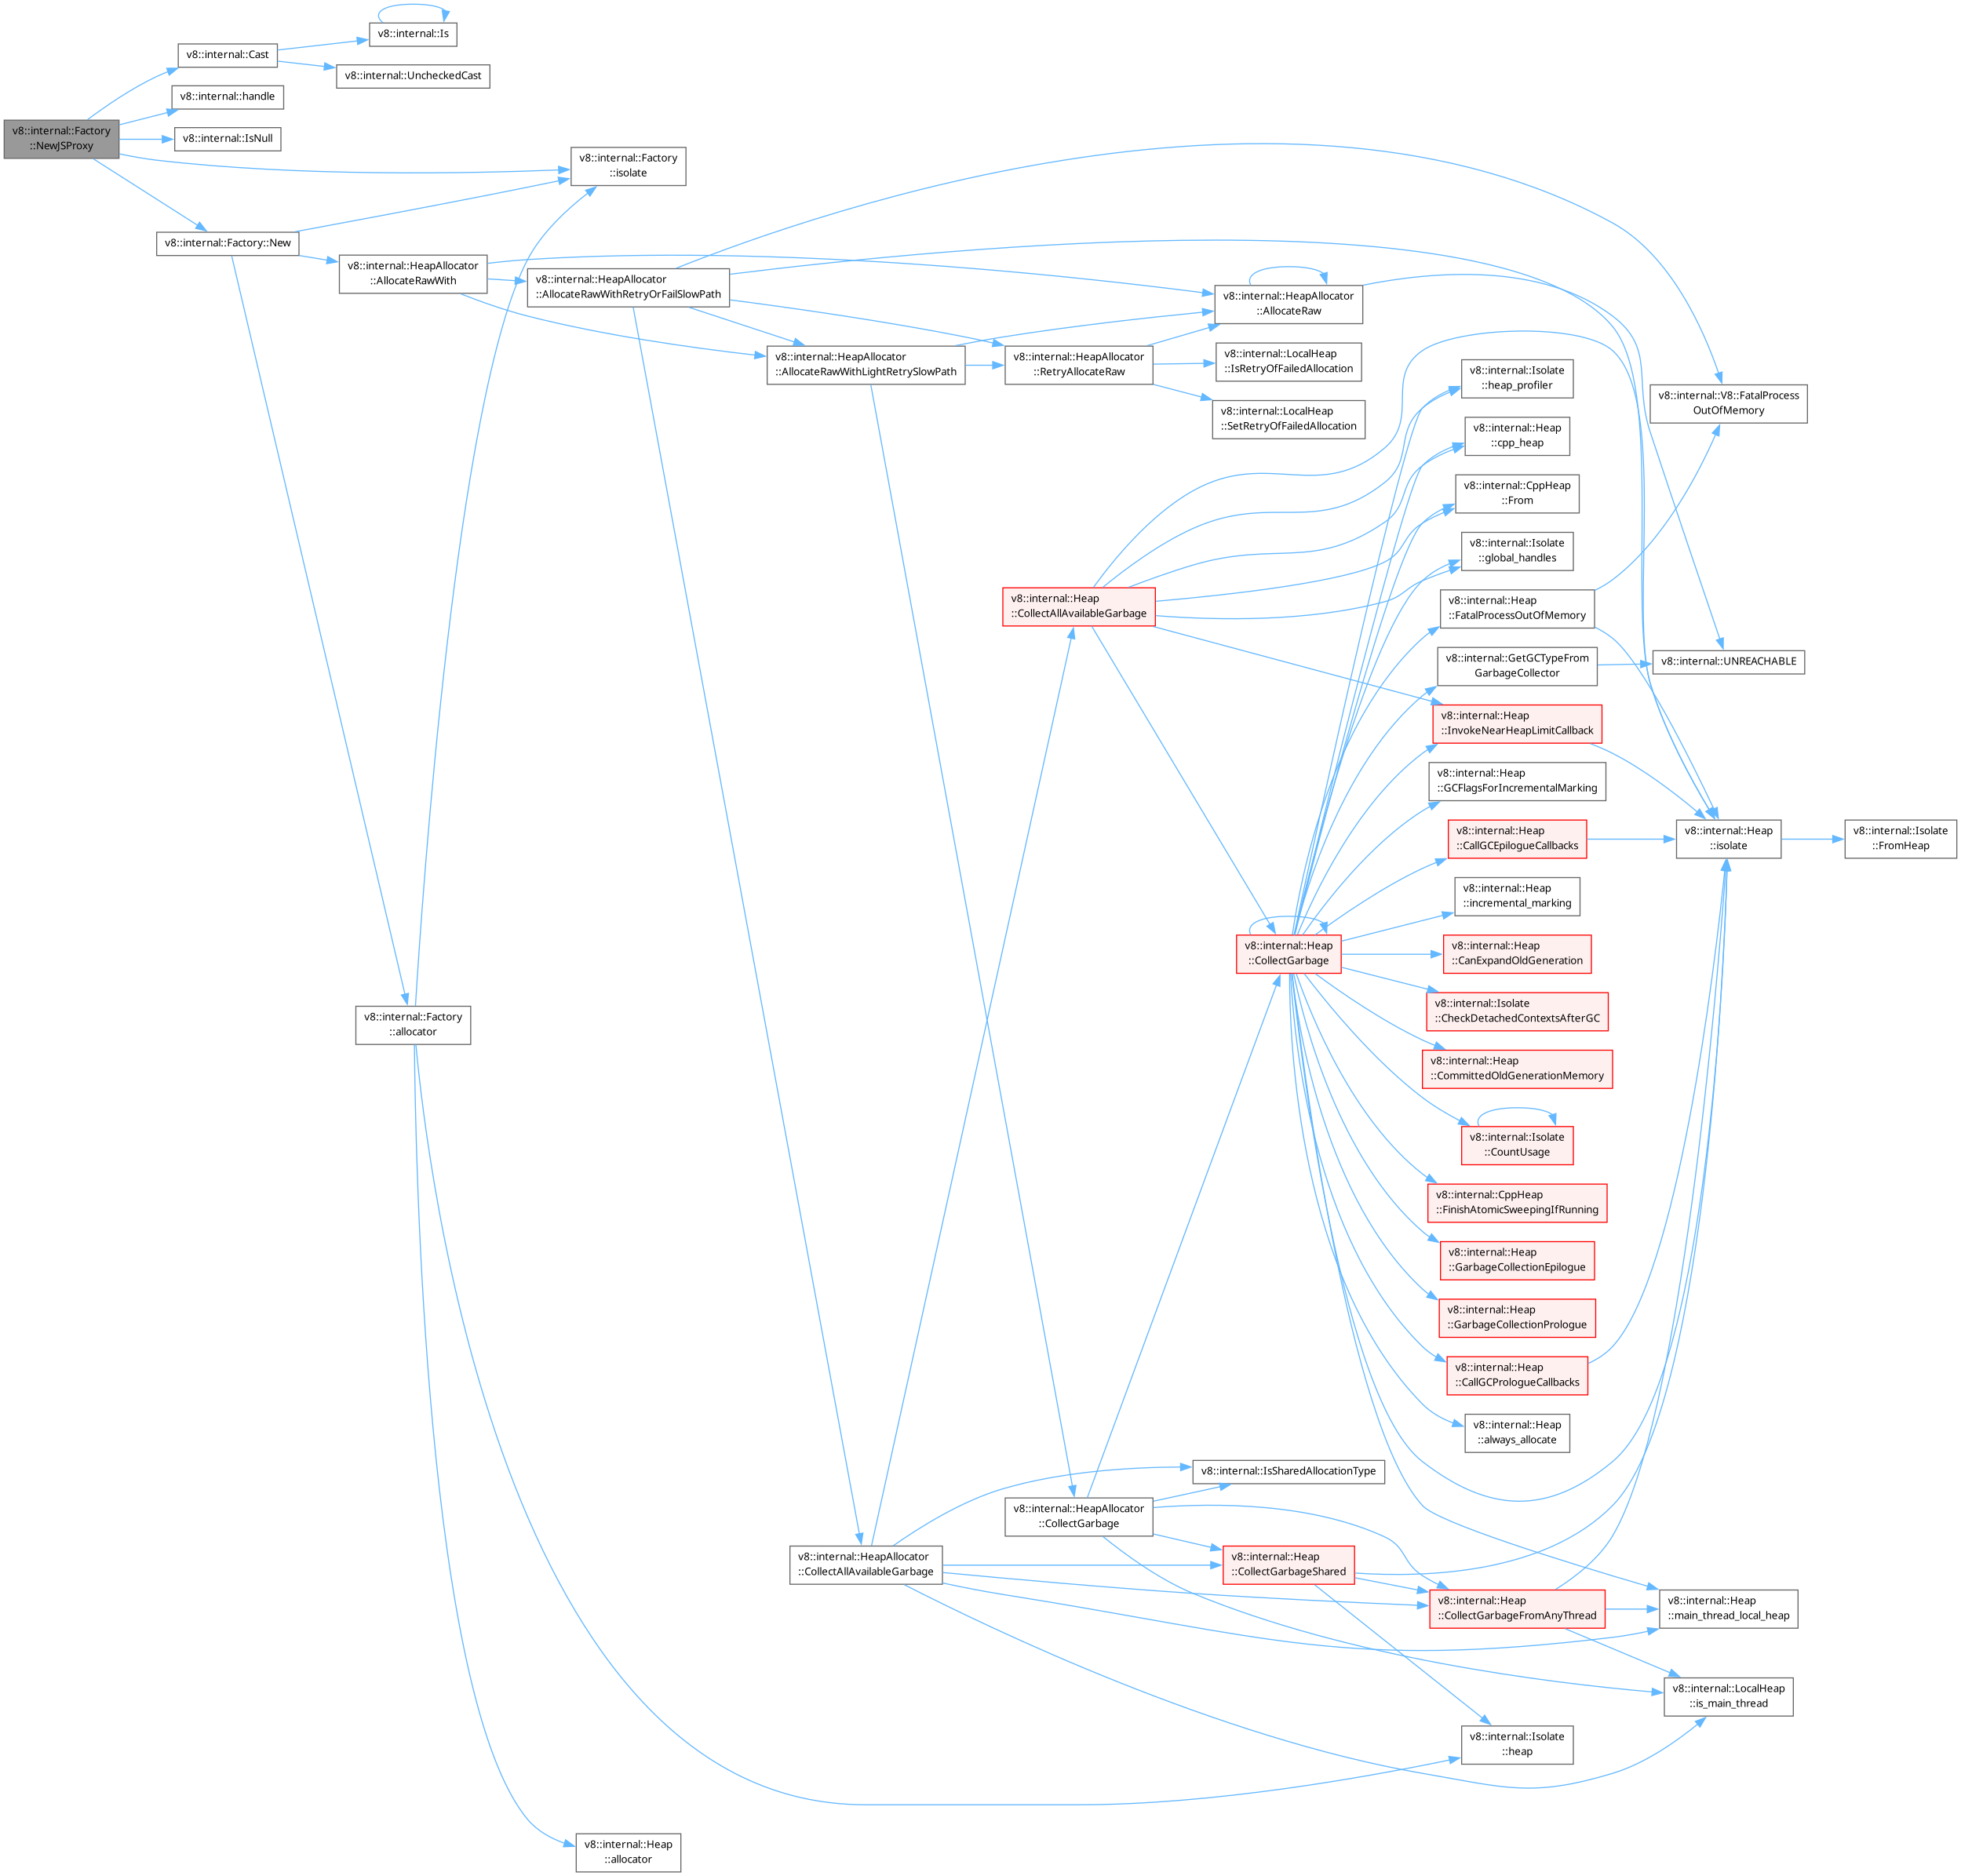 v8::internal::Factory
::NewJSProxy
v8::internal::Cast
v8::internal::Is
v8::internal::UncheckedCast
v8::internal::handle
v8::internal::IsNull
v8::internal::Factory
::isolate
v8::internal::Factory::New
v8::internal::HeapAllocator
::AllocateRawWith
v8::internal::HeapAllocator
::AllocateRawWithRetryOrFailSlowPath
v8::internal::HeapAllocator
::AllocateRaw
v8::internal::HeapAllocator
::AllocateRawWithLightRetrySlowPath
v8::internal::HeapAllocator
::RetryAllocateRaw
v8::internal::LocalHeap
::IsRetryOfFailedAllocation
v8::internal::LocalHeap
::SetRetryOfFailedAllocation
v8::internal::Isolate
::heap_profiler
v8::internal::V8::FatalProcess
OutOfMemory
v8::internal::Heap
::cpp_heap
v8::internal::CppHeap
::From
v8::internal::Isolate
::global_handles
v8::internal::Heap
::CollectAllAvailableGarbage
v8::internal::Heap
::FatalProcessOutOfMemory
v8::internal::GetGCTypeFrom
GarbageCollector
v8::internal::UNREACHABLE
v8::internal::Heap
::InvokeNearHeapLimitCallback
v8::internal::Heap
::GCFlagsForIncrementalMarking
v8::internal::Heap
::CallGCEpilogueCallbacks
v8::internal::Heap
::isolate
v8::internal::Isolate
::FromHeap
v8::internal::Heap
::incremental_marking
v8::internal::Heap
::CollectGarbage
v8::internal::Heap
::CanExpandOldGeneration
v8::internal::Isolate
::CheckDetachedContextsAfterGC
v8::internal::Factory
::allocator
v8::internal::Heap
::CommittedOldGenerationMemory
v8::internal::Isolate
::CountUsage
v8::internal::CppHeap
::FinishAtomicSweepingIfRunning
v8::internal::Heap
::GarbageCollectionEpilogue
v8::internal::Heap
::GarbageCollectionPrologue
v8::internal::Heap
::CallGCPrologueCallbacks
v8::internal::Heap
::always_allocate
v8::internal::IsSharedAllocationType
v8::internal::HeapAllocator
::CollectGarbage
v8::internal::HeapAllocator
::CollectAllAvailableGarbage
v8::internal::Heap
::CollectGarbageShared
v8::internal::Heap
::CollectGarbageFromAnyThread
v8::internal::Heap
::main_thread_local_heap
v8::internal::LocalHeap
::is_main_thread
v8::internal::Isolate
::heap
v8::internal::Heap
::allocator